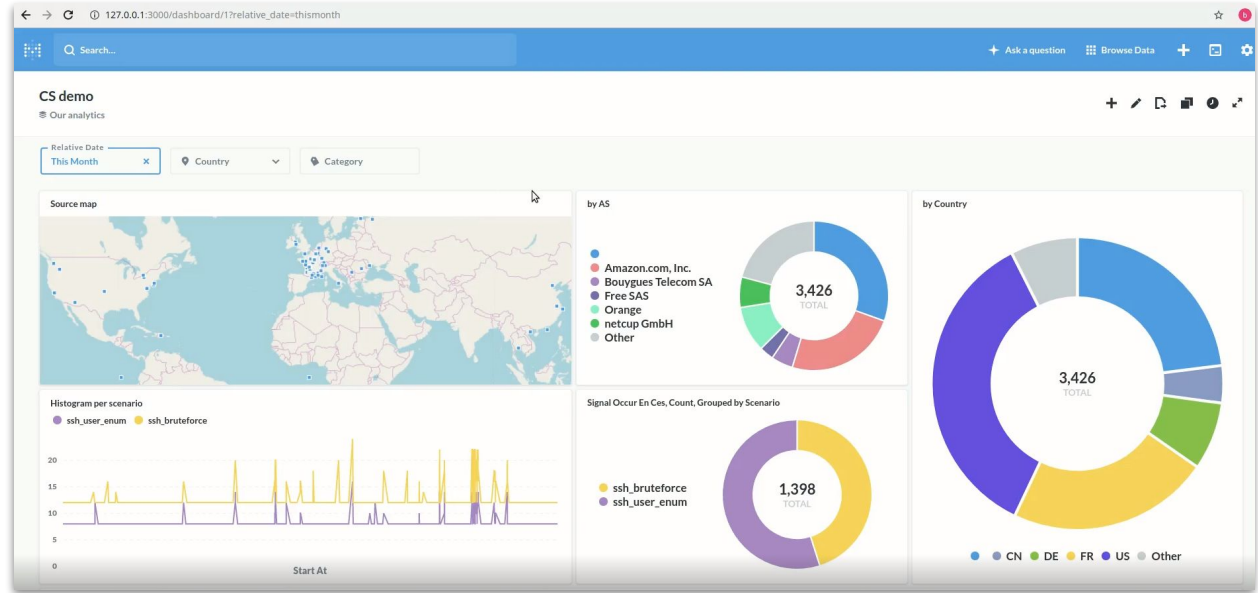 127.0.0.1:3000/dashboard/1?relative_date=thismonth
b
Search...
Ask a question
Browse Data
CS demo
Our analytics
Relative Date
This Month
Country
Category
Source map
by AS
Amazon.com, Inc.
Bouygues Telecom SA
Free SAS
Orange
netcup GmbH
Other
3,426
TOTAL
by Country
3,426
TOTAL
CN DE FR US Other
Histogram per scenario
ssh_user_enum ssh_bruteforce
20
15
10
5
0
Start At
Signal Occur En Ces, Count, Grouped by Scenario
ssh_bruteforce
ssh_user_enum
1,398
TOTAL